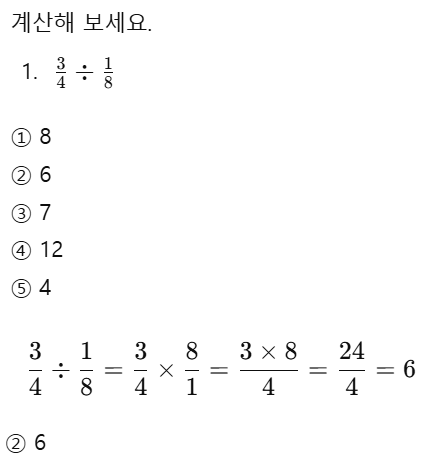 계산해 보세요.
1. 3/4 ÷ 1/8
① 8
② 6
③ 7
④ 12
⑤ 4
3/4 ÷ 1/8 = 3/4 × 8/1 = (3 × 8)/4 = 24/4 = 6
② 6